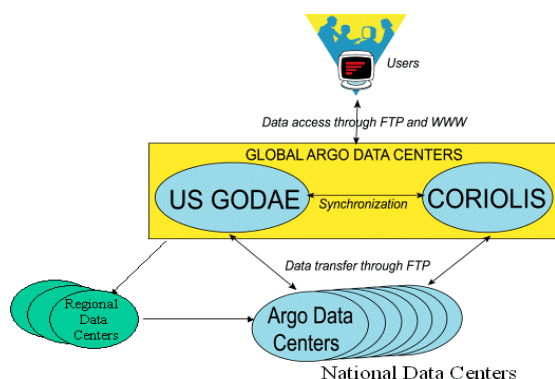 Users
Data access through FTP and WWW
GLOBAL ARGO DATA CENTERS
US GODAE
Synchronization
CORIOLIS
Data transfer through FTP
Regional
Data
Centers
Argo Data
Centers
National Data Centers